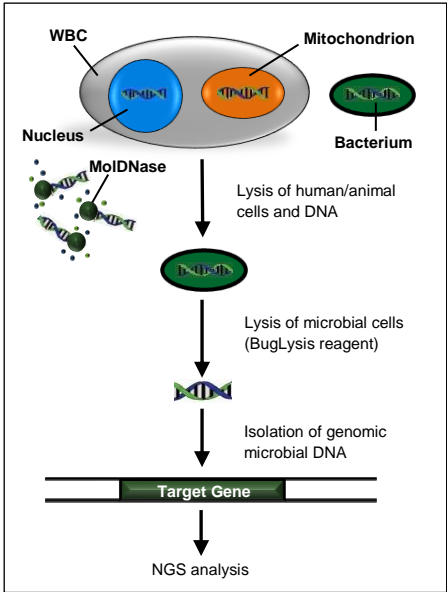 WBC
Mitochondrion
Nucleus
Bacterium
MolDNase
Lysis of human/animal
cells and DNA
Lysis of microbial cells
(BugLysis reagent)
Isolation of genomic
microbial DNA
Target Gene
NGS analysis